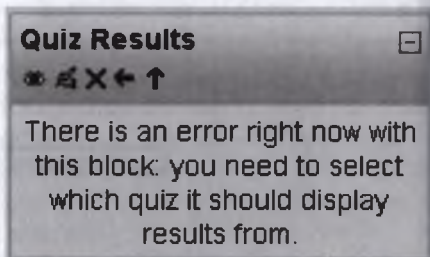 Quiz Results
There is an error right now with
this block: you need to select
which quiz it should display
results from.